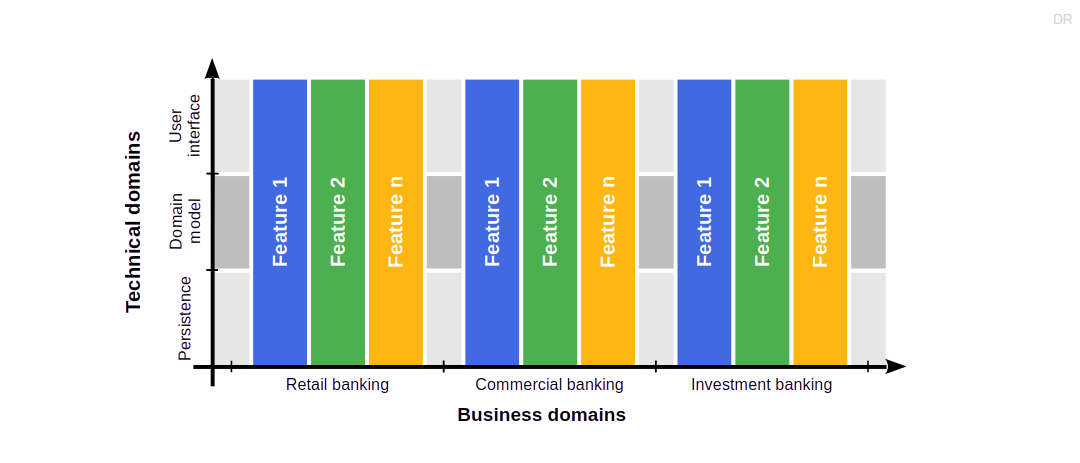 DR
Technical domains
User
interface
Domain
model
Persistence
Feature 1
Feature 2
Feature n
Feature 1
Feature 2
Feature n
Feature 1
Feature 2
Feature n
Retail banking
Commercial banking
Investment banking
Business domains